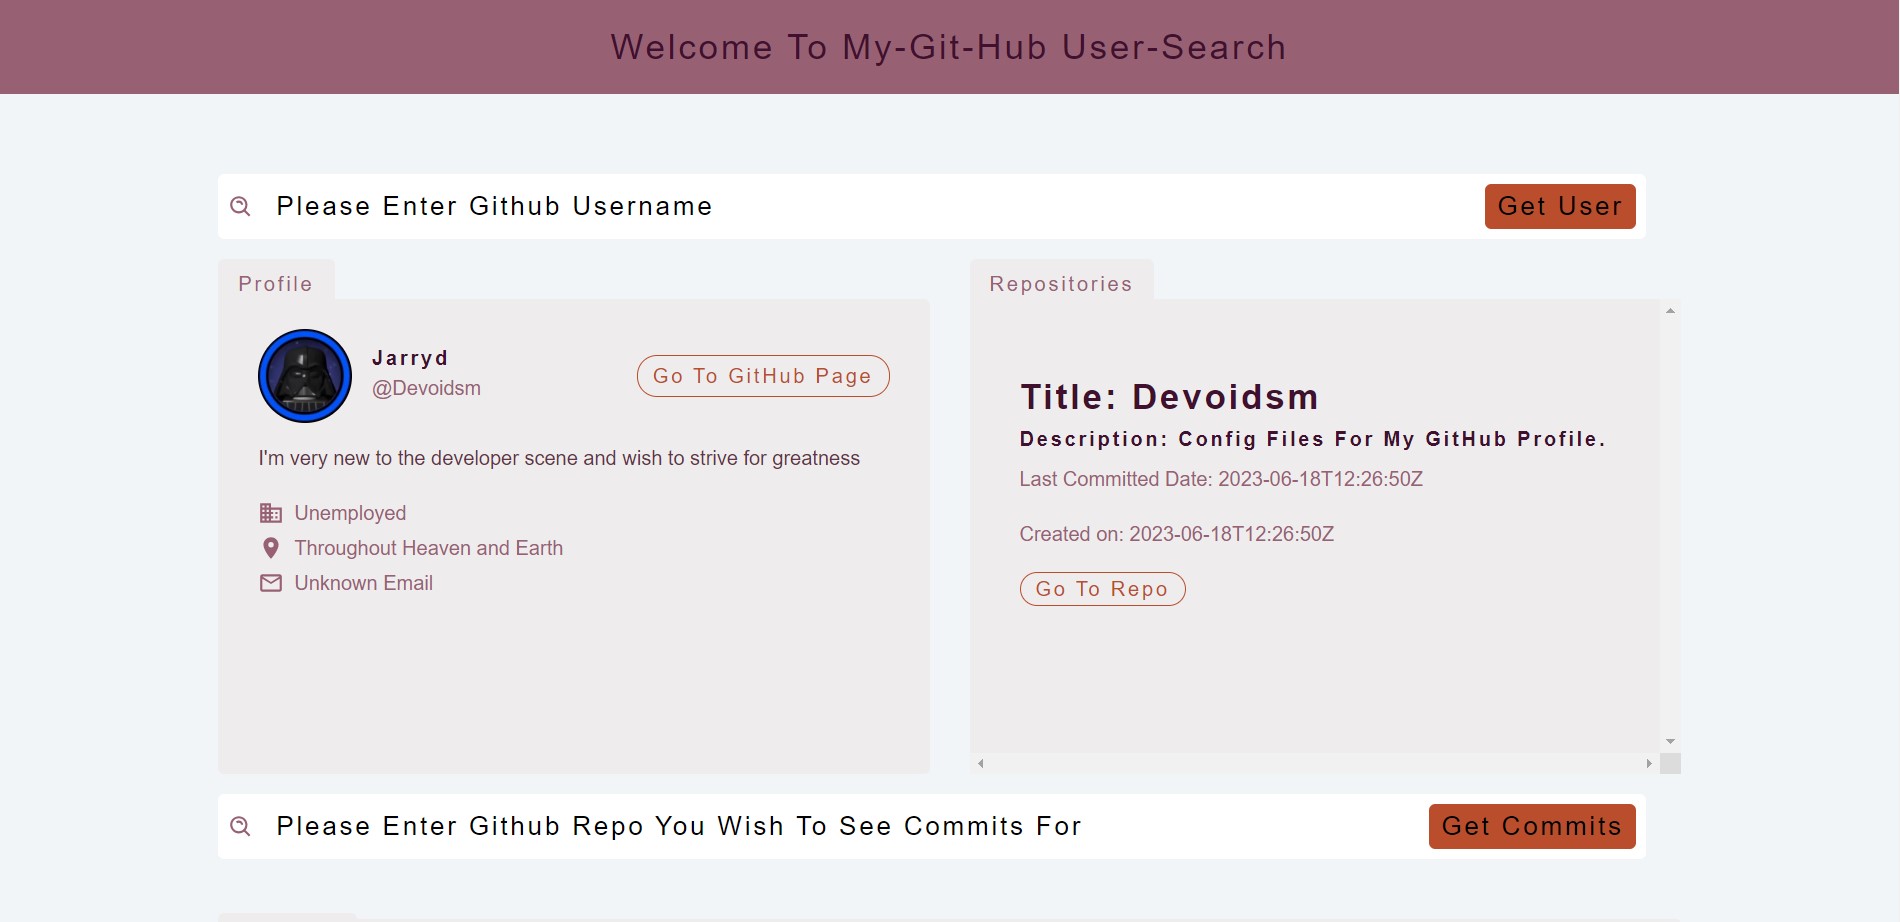 Welcome To My-Git-Hub User-Search
Please Enter Github Username
Get User
Profile
Jarryd
@Devoidsm
Go To GitHub Page
I'm very new to the developer scene and wish to strive for greatness
Unemployed
Throughout Heaven and Earth
Unknown Email
Repositories
Title: Devoidsm
Description: Config Files For My GitHub Profile.
Last Committed Date: 2023-06-18T12:26:50Z
Created on: 2023-06-18T12:26:50Z
Go To Repo
Please Enter Github Repo You Wish To See Commits For
Get Commits